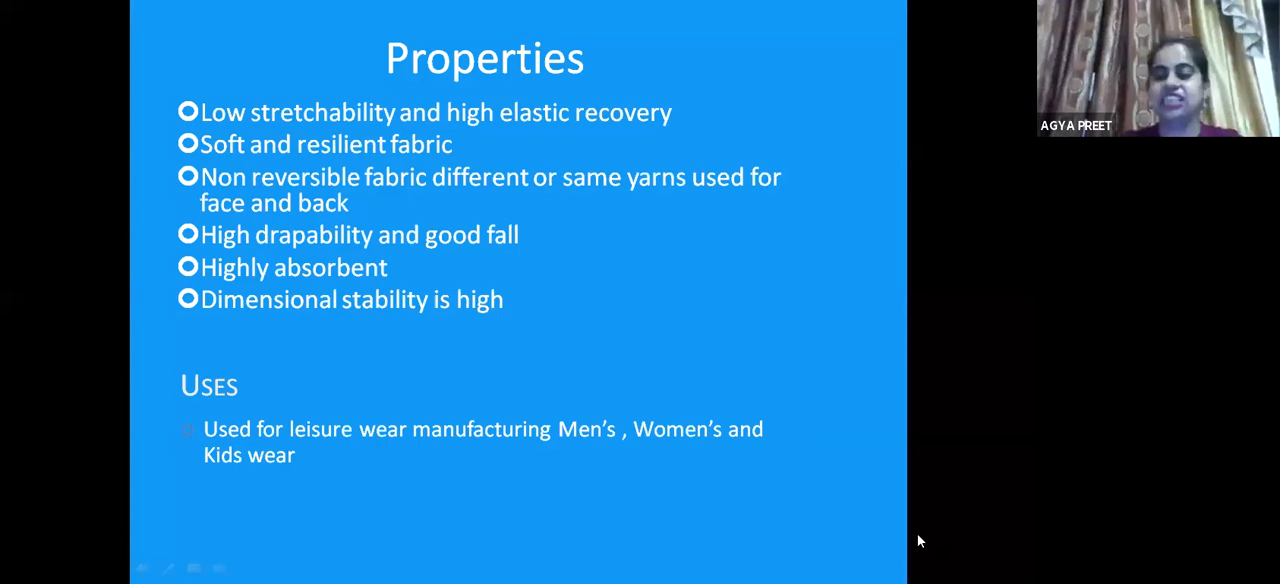 Properties
Low stretchability and high elastic recovery
Soft and resilient fabric
Non reversible fabric different or same yarns used for
face and back
High drapability and good fall
Highly absorbent
Dimensional stability is high
USES
Used for leisure wear manufacturing Men's , Women's and
Kids wear
AGYA PREET